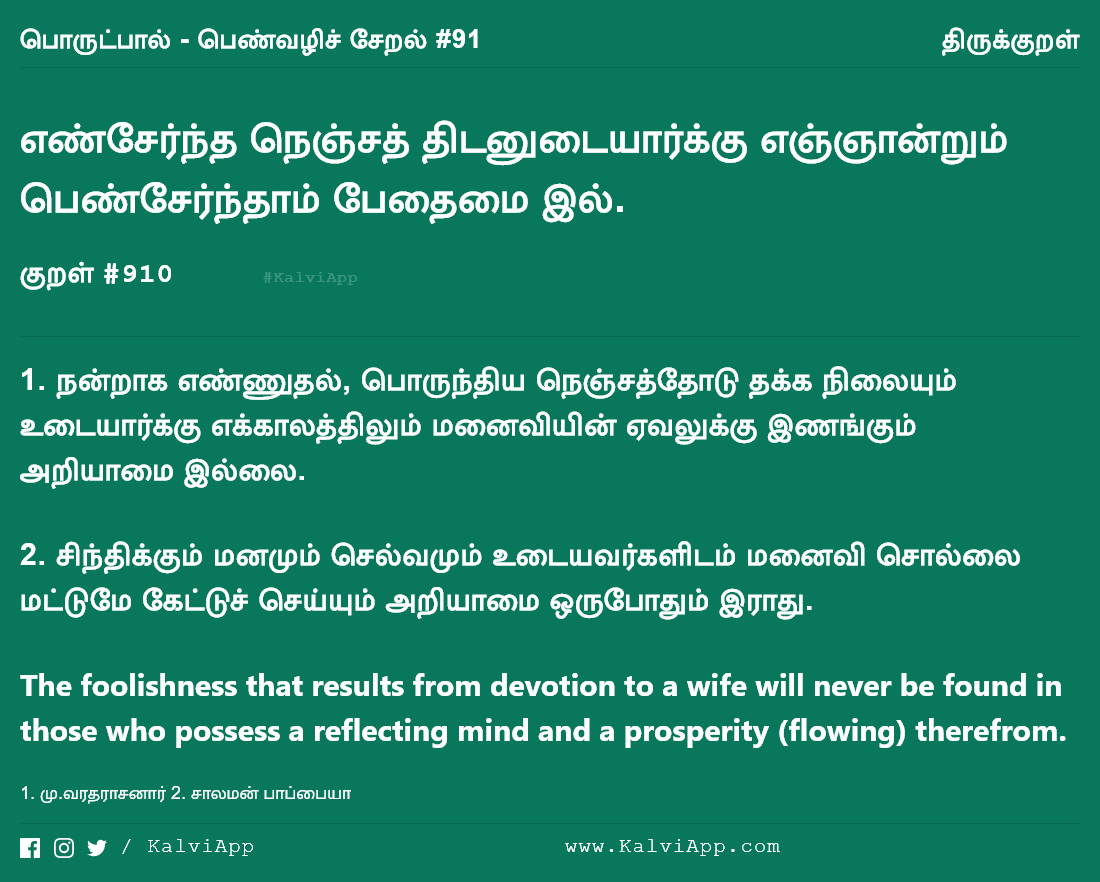 பொருட்பால் - பெண்வழிச் சேறல் #91 திருக்குறள்
எண்சேர்ந்த நெஞ்சத் திடனுடையார்க்கு எஞ்ஞான்றும்
பெண்சேர்ந்தாம் பேதைமை இல்.
குறள் #910 #KalviApp
1. நன்றாக எண்ணுதல், பொருந்திய நெஞ்சத்தோடு தக்க நிலையும்
உடையார்க்கு எக்காலத்திலும் மனைவியின் ஏவலுக்கு இணங்கும்
அறியாமை இல்லை.
2. சிந்திக்கும் மனமும் செல்வமும் உடையவர்களிடம் மனைவி சொல்லை
மட்டுமே கேட்டுச் செய்யும் அறியாமை ஒருபோதும் இராது.
The foolishness that results from devotion to a wife will never be found in
those who possess a reflecting mind and a prosperity (flowing) therefrom.
1. மு.வரதராசனார் 2. சாலமன் பாப்பையா
/ KalviApp www.KalviApp.com